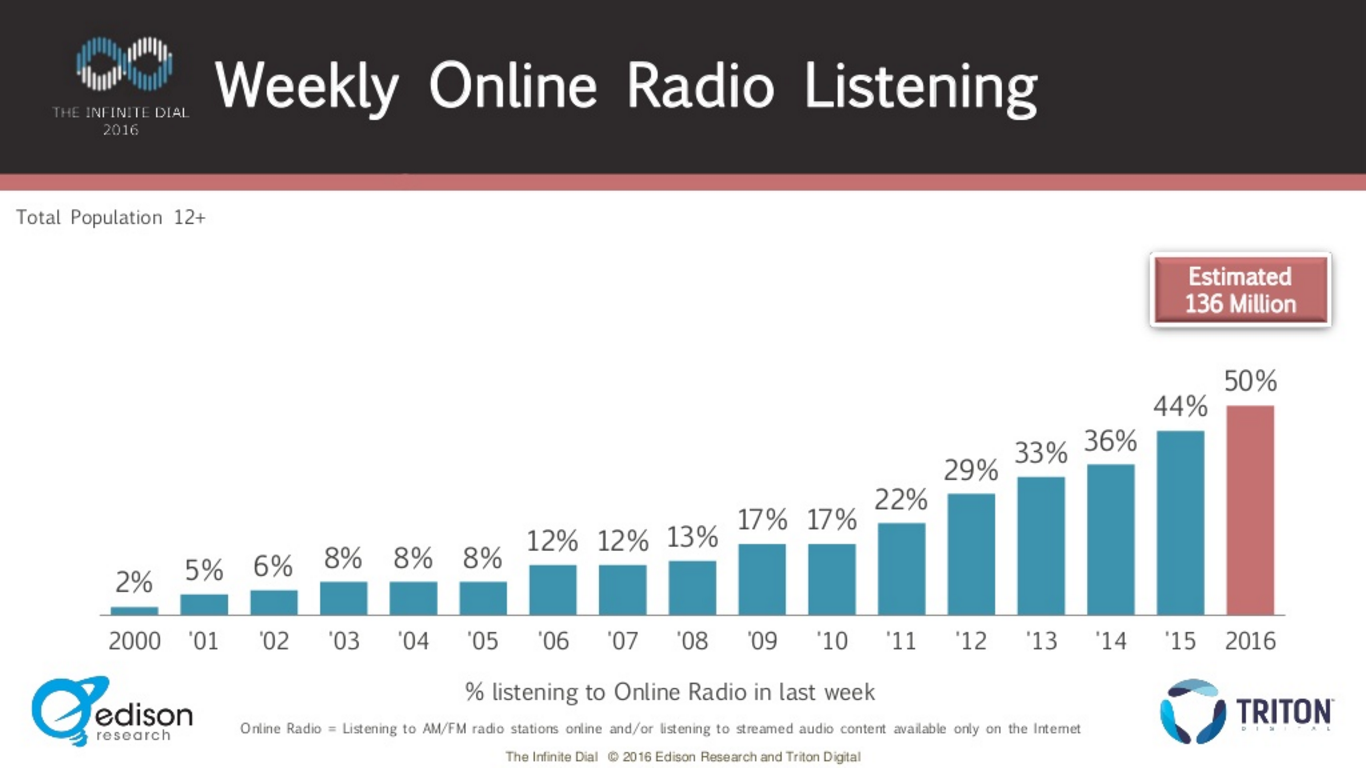 THE INFINITE DIAL
2016
Weekly Online Radio Listening
Total Population 12+
Estimated
136 Million
2% 5% 6% 8% 8% 8% 12% 12% 13% 17% 17% 22% 29% 33% 36% 44% 50%
2000 '01 '02 '03 '04 '05 '06 '07 '08 '09 '10 '11 '12 '13 '14 '15 2016
% listening to Online Radio in last week
edison
research
Online Radio = Listening to AM/FM radio stations online and/or listening to streamed audio content available only on the Internet
TRITON
DIGITAL
The Infinite Dial © 2016 Edison Research and Triton Digital